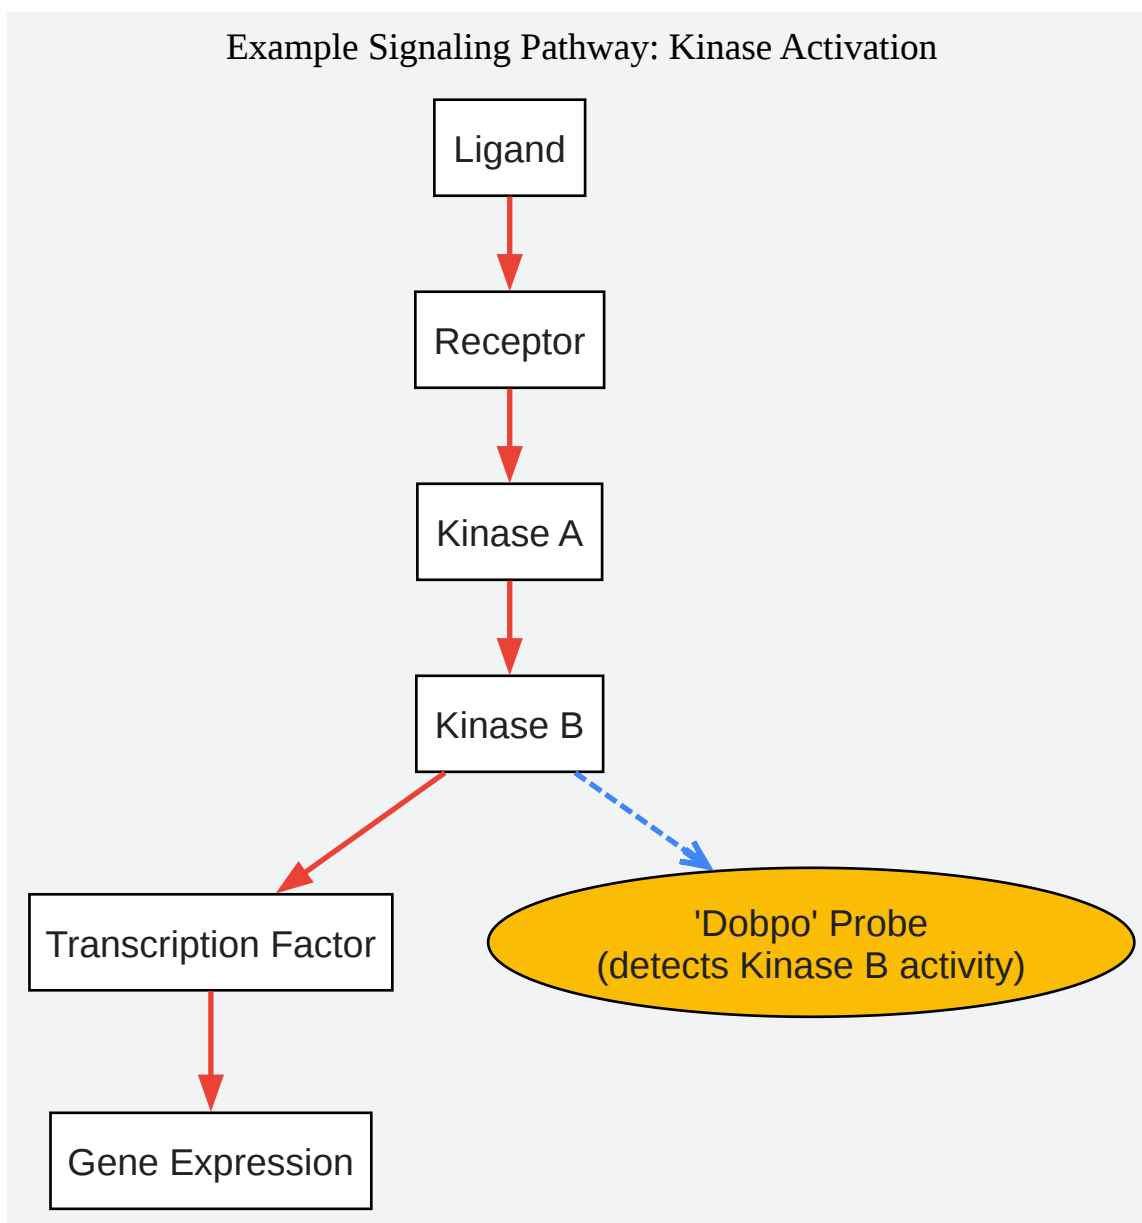 Example Signaling Pathway: Kinase Activation
Ligand
Receptor
Kinase A
Kinase B
Transcription Factor
'Dobpo' Probe
(detects Kinase B activity)
Gene Expression